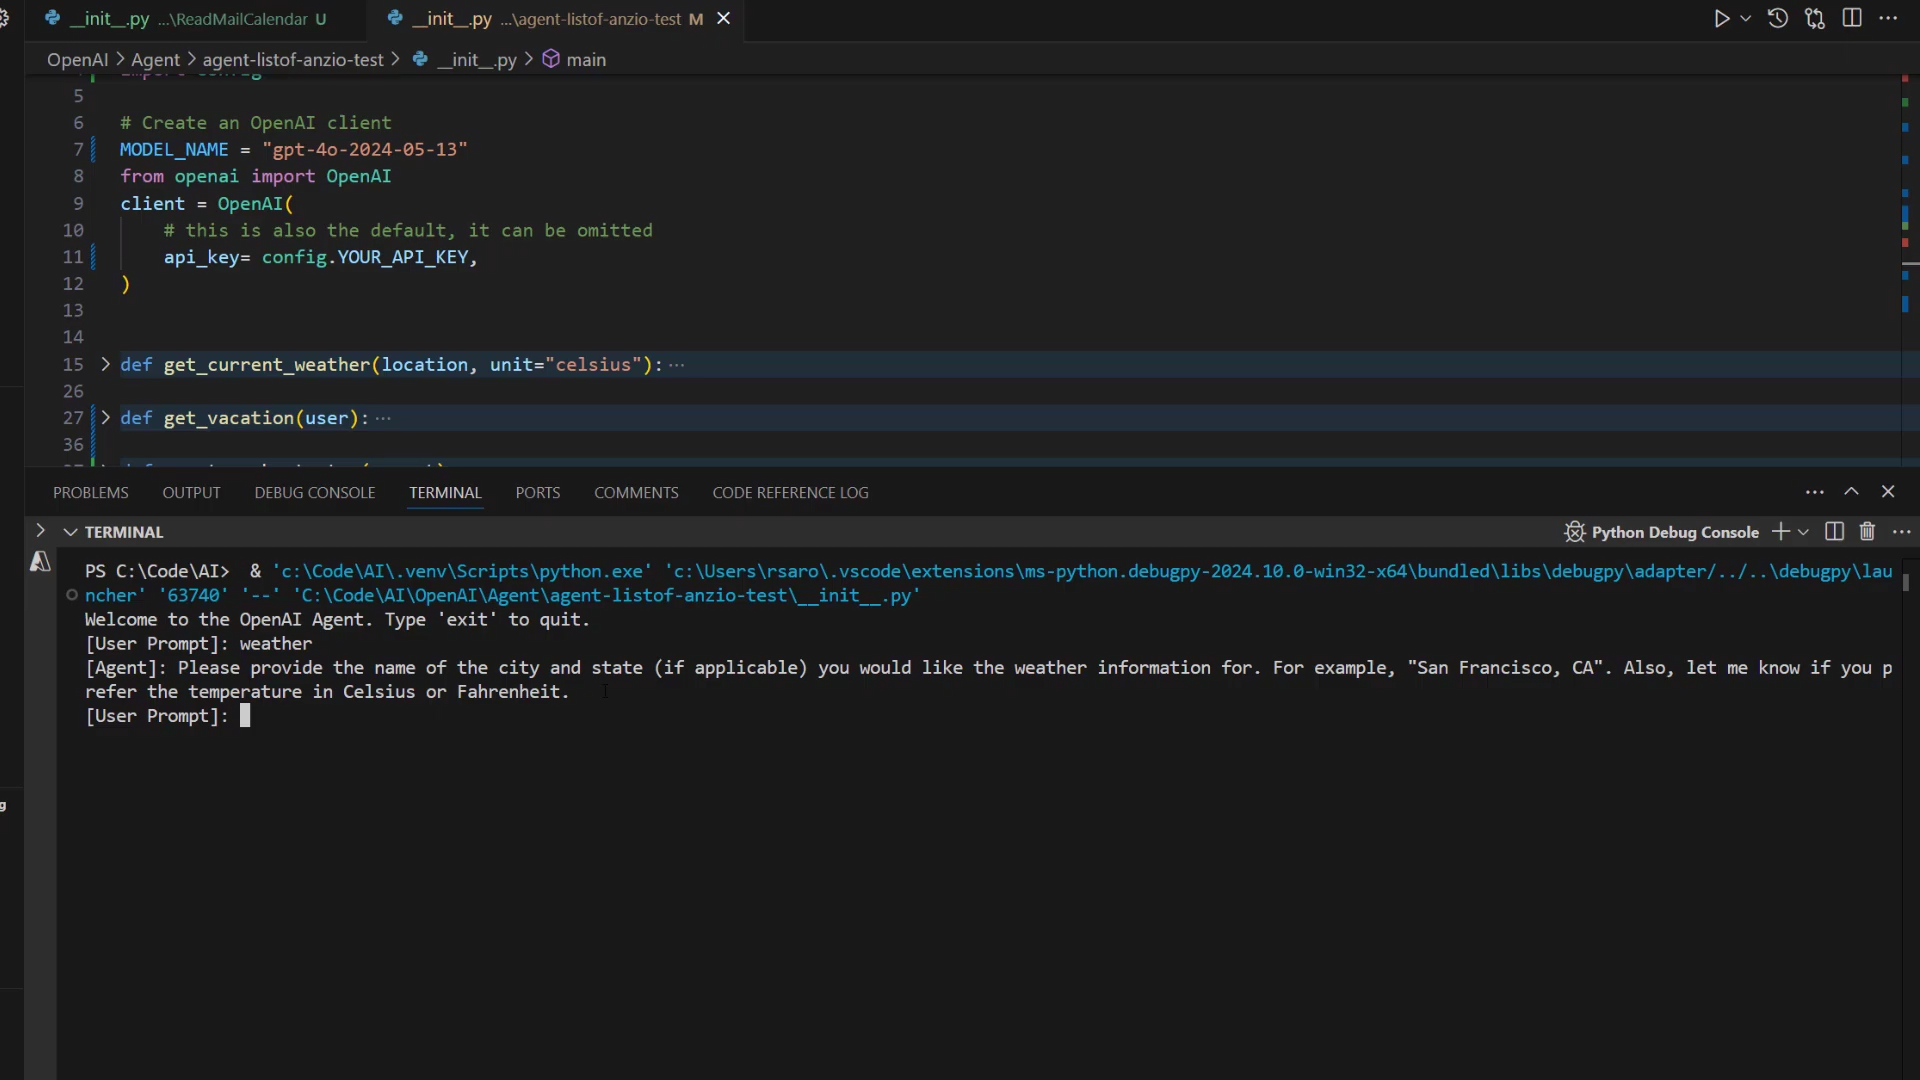 __init__.py ...\ReadMailCalendar U
__init__.py ...\agent-listof-anzio-test M
OpenAI > Agent > agent-listof-anzio-test > __init__.py > main
import config
5
6 # Create an OpenAI client
7 MODEL_NAME = "gpt-4o-2024-05-13"
8 from openai import OpenAI
9 client = OpenAI(
10 # this is also the default, it can be omitted
11 api_key= config.YOUR_API_KEY,
12 )
13
14
15 > def get_current_weather(location, unit="celsius"): ...
26
27 > def get_vacation(user): ...
36
PROBLEMS OUTPUT DEBUG CONSOLE TERMINAL PORTS COMMENTS CODE REFERENCE LOG
TERMINAL
Python Debug Console
PS C:\Code\AI> & 'c:\Code\AI\.venv\Scripts\python.exe' 'c:\Users\rsaro\.vscode\extensions\ms-python.debugpy-2024.10.0-win32-x64\bundled\libs\debugpy\adapter/../..\debugpy\lau
ncher' '63740' '--' 'C:\Code\AI\OpenAI\Agent\agent-listof-anzio-test\__init__.py'
Welcome to the OpenAI Agent. Type 'exit' to quit.
[User Prompt]: weather
[Agent]: Please provide the name of the city and state (if applicable) you would like the weather information for. For example, "San Francisco, CA". Also, let me know if you p
refer the temperature in Celsius or Fahrenheit.
[User Prompt]:
g